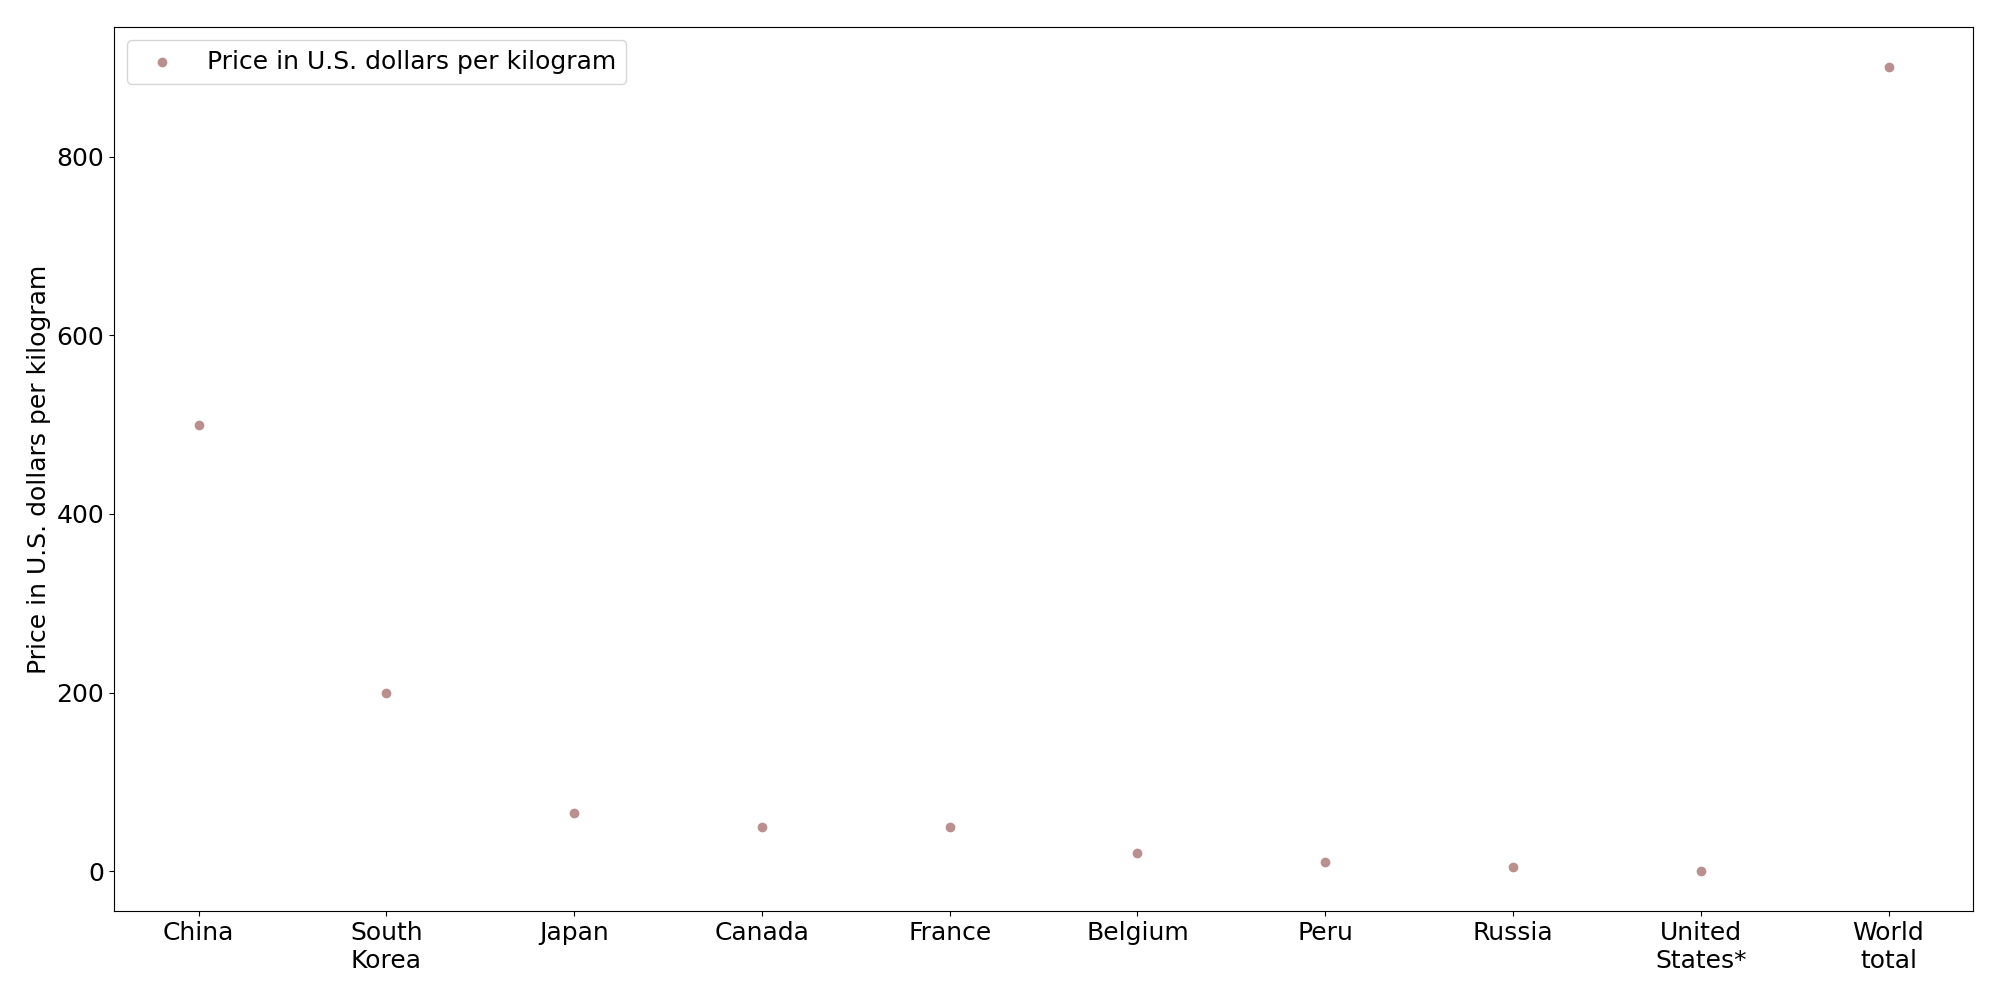 Price in U.S. dollars per kilogram
Price in U.S. dollars per kilogram
800
600
400
200
0
China
South
Korea
Japan
Canada
France
Belgium
Peru
Russia
United
States*
World
total